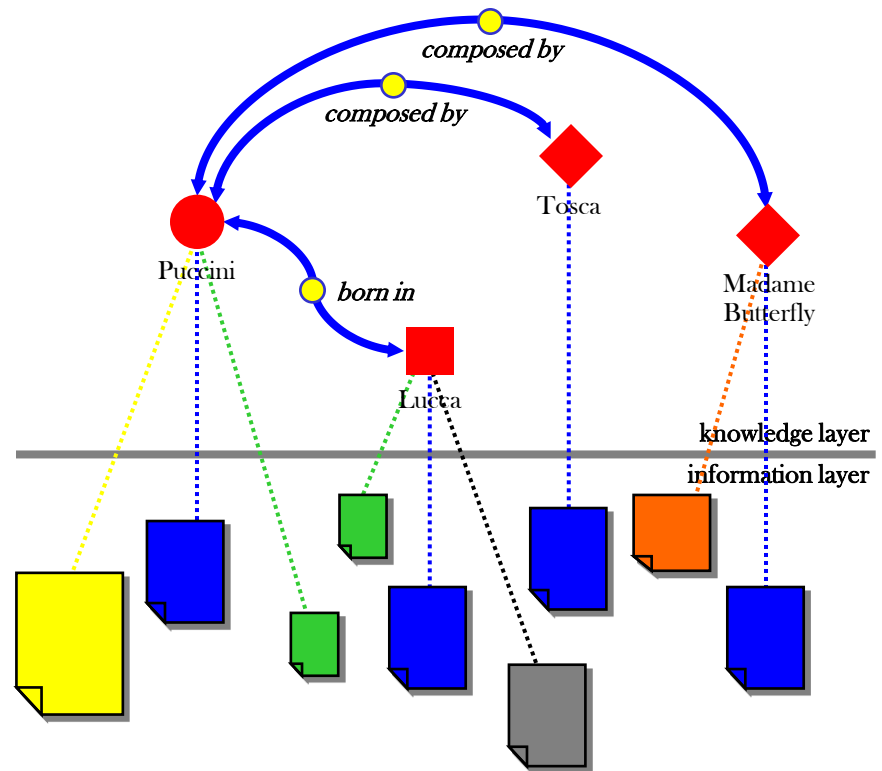 composed by
composed by
Tosca
Puccini
Madame
Butterfly
born in
Lucca
knowledge layer
information layer